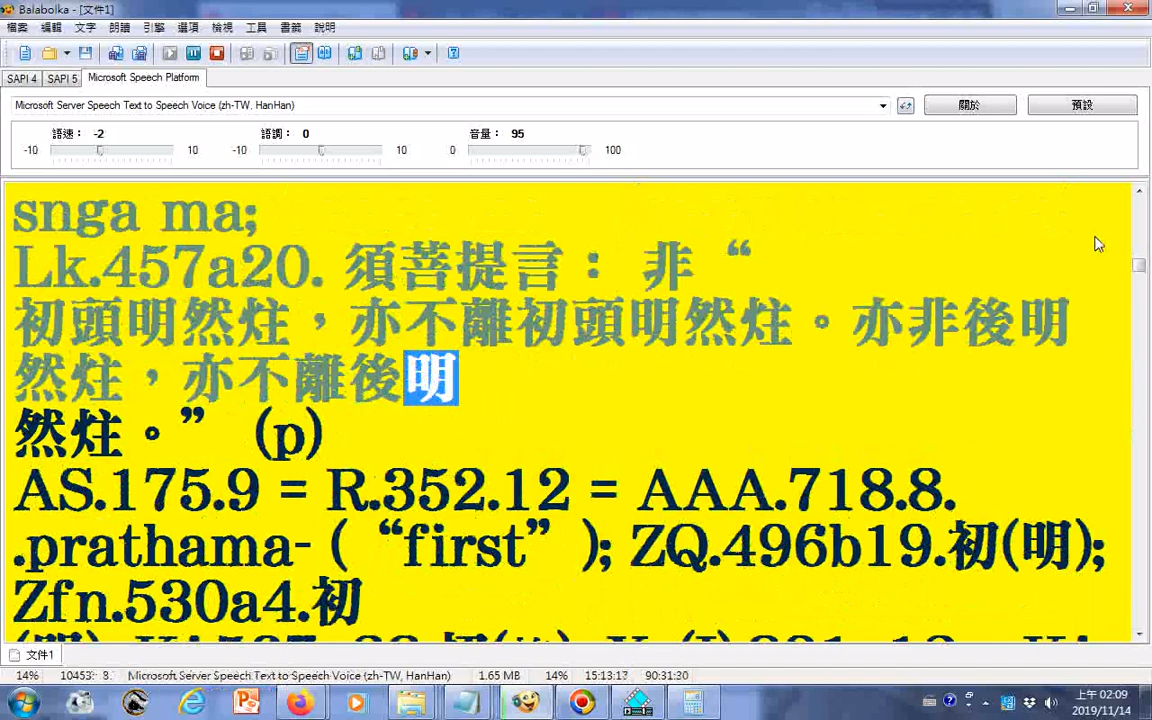 Balabolka - [文件1]
檔案 編輯 文字 朗讀 引擎 選項 檢視 工具 書籤 說明
SAPI 4 SAPI 5 Microsoft Speech Platform
Microsoft Server Speech Text to Speech Voice (zh-TW, HanHan) 關於 預設
語速： -2 語調： 0 音量： 95
-10 10 -10 10 0 100
snga ma;
Lk.457a20. 須菩提言： 非“
初頭明然炷，亦不離初頭明然炷。亦非後明
然炷，亦不離後明
然炷。” (p)
AS.175.9 = R.352.12 = AAA.718.8.
.prathama- (“first”); ZQ.496b19.初(明);
Zfn.530a4.初
文件1
14% 10453: 8. Microsoft Server Speech Text to Speech Voice (zh-TW, HanHan) 1.65 MB 14% 15:13:17 90:31:30
上午 02:09
2019/11/14